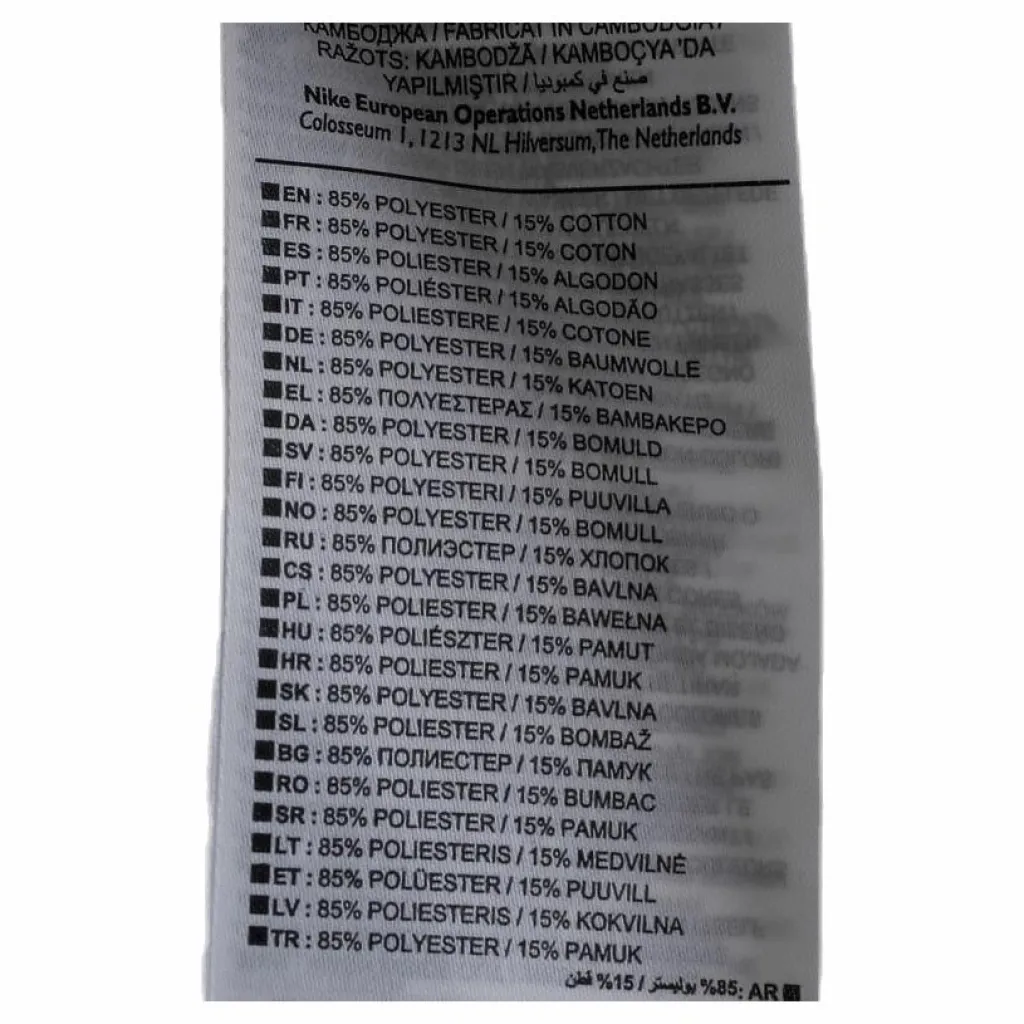 КАМБОДЖА / FABRICAT IN CAMBODGIA /
RAŽOTS: KAMBODŽĀ / KAMBOÇYA'DA
YAPILMIŞTIR / صنع في كمبوديا
Nike European Operations Netherlands B.V.
Colosseum 1, 1213 NL Hilversum, The Netherlands
EN : 85% POLYESTER / 15% COTTON
FR : 85% POLYESTER / 15% COTON
ES : 85% POLIESTER / 15% ALGODON
PT : 85% POLIÉSTER / 15% ALGODÃO
IT : 85% POLIESTERE / 15% COTONE
DE : 85% POLYESTER / 15% BAUMWOLLE
NL : 85% POLYESTER / 15% KATOEN
EL : 85% ΠΟΛΥΕΣΤΕΡΑΣ / 15% ΒΑΜΒΑΚΕΡΟ
DA : 85% POLYESTER / 15% BOMULD
SV : 85% POLYESTER / 15% BOMULL
FI : 85% POLYESTERI / 15% PUUVILLA
NO : 85% POLYESTER / 15% BOMULL
RU : 85% ПОЛИЭСТЕР / 15% ХЛОПОК
CS : 85% POLYESTER / 15% BAVLNA
PL : 85% POLIESTER / 15% BAWEŁNA
HU : 85% POLIÉSZTER / 15% PAMUT
HR : 85% POLIESTER / 15% PAMUK
SK : 85% POLYESTER / 15% BAVLNA
SL : 85% POLIESTER / 15% BOMBAŽ
BG : 85% ПОЛИЕСТЕР / 15% ПАМУК
RO : 85% POLIESTER / 15% BUMBAC
SR : 85% POLIESTER / 15% PAMUK
LT : 85% POLIESTERIS / 15% MEDVILNĖ
ET : 85% POLÜESTER / 15% PUUVILL
LV : 85% POLIESTERIS / 15% KOKVILNA
TR : 85% POLYESTER / 15% PAMUK
AR :85% بوليستر / 15% قطن